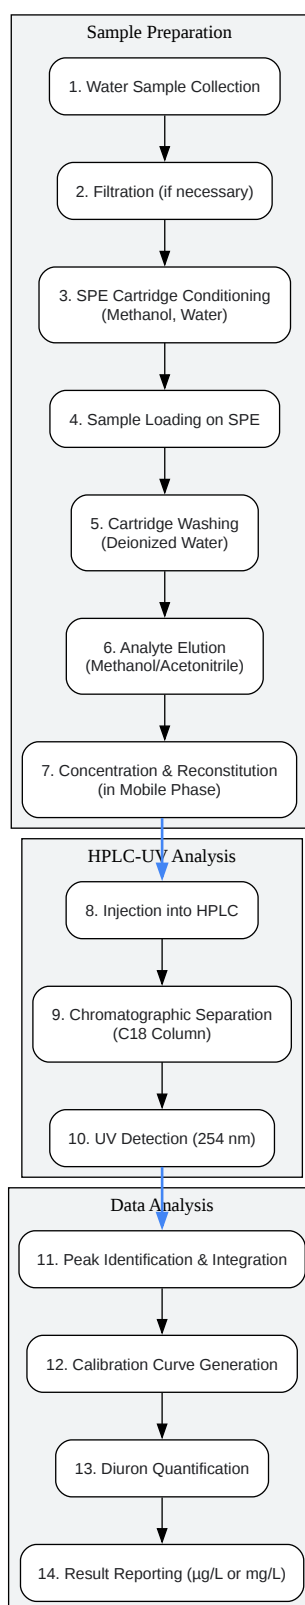 Sample Preparation
1. Water Sample Collection
2. Filtration (if necessary)
3. SPE Cartridge Conditioning
(Methanol, Water)
4. Sample Loading on SPE
5. Cartridge Washing
(Deionized Water)
6. Analyte Elution
(Methanol/Acetonitrile)
7. Concentration & Reconstitution
(in Mobile Phase)
HPLC-UV Analysis
8. Injection into HPLC
9. Chromatographic Separation
(C18 Column)
10. UV Detection (254 nm)
Data Analysis
11. Peak Identification & Integration
12. Calibration Curve Generation
13. Diuron Quantification
14. Result Reporting (µg/L or mg/L)